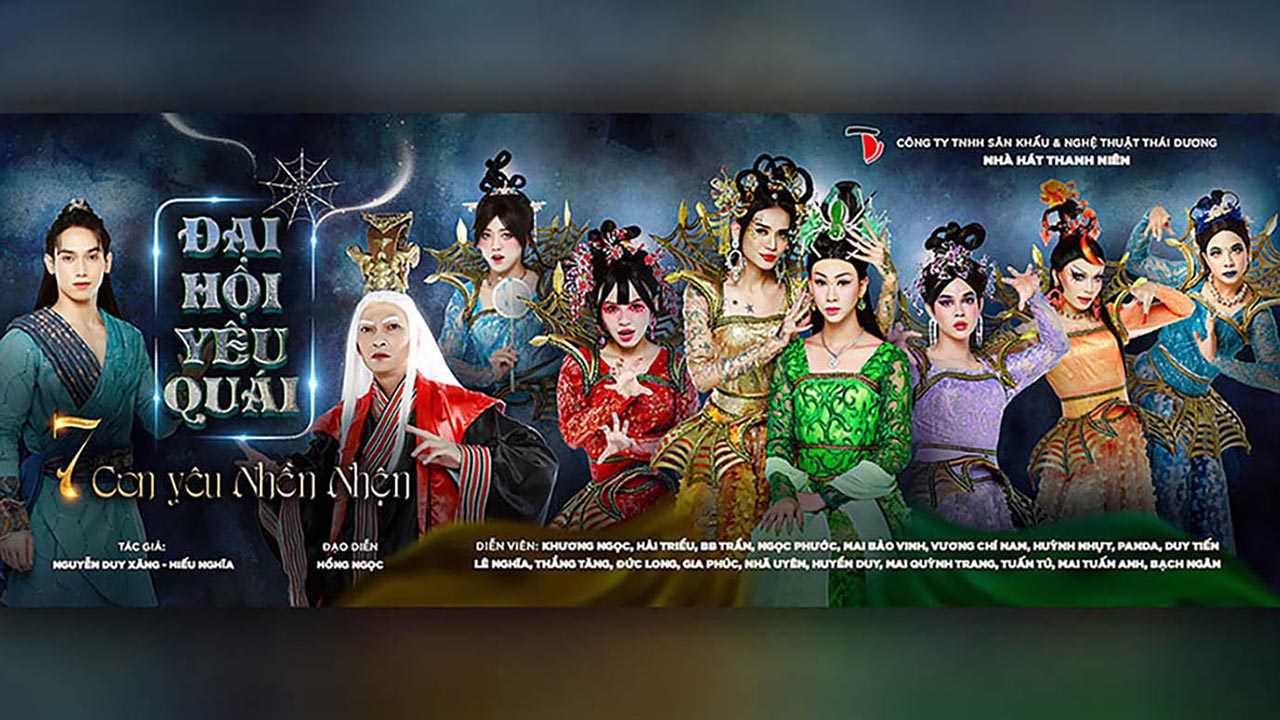 CÔNG TY TNHH SÂN KHẤU & NGHỆ THUẬT THÁI DƯƠNG
NHÀ HÁT THANH NIÊN
ĐẠI
HỘI
YÊU
QUÁI
7 Con yêu Nhền Nhện
TÁC GIẢ:
NGUYỄN DUY XĂNG - HIẾU NGHĨA
ĐẠO DIỄN
HỒNG NGỌC
DIỄN VIÊN: KHƯƠNG NGỌC, HẢI TRIỀU, BB TRẦN, NGỌC PHƯỚC, MAI BẢO VINH, VƯƠNG CHÍ NAM, HUỲNH NHỰT, PANDA, DUY TIẾN
LÊ NGHĨA, THẮNG TĂNG, ĐỨC LONG, GIA PHÚC, NHÃ UYÊN, HUYỀN DUY, MAI QUỲNH TRANG, TUẤN TÚ, MAI TUẤN ANH, BẠCH NGÂN